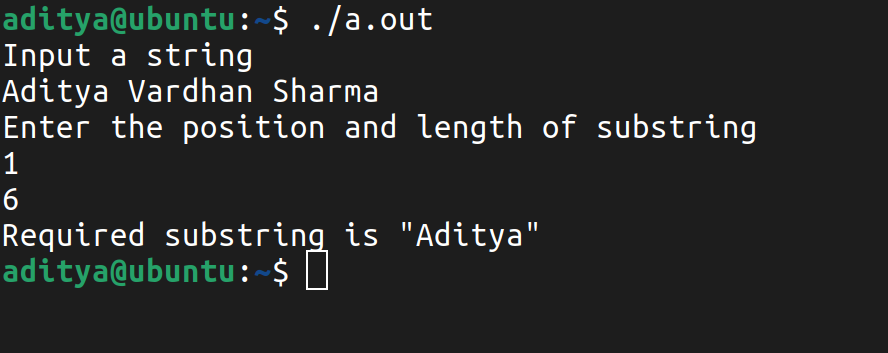 aditya@ubuntu:~$ ./a.out
Input a string
Aditya Vardhan Sharma
Enter the position and length of substring
1
6
Required substring is "Aditya"
aditya@ubuntu:~$